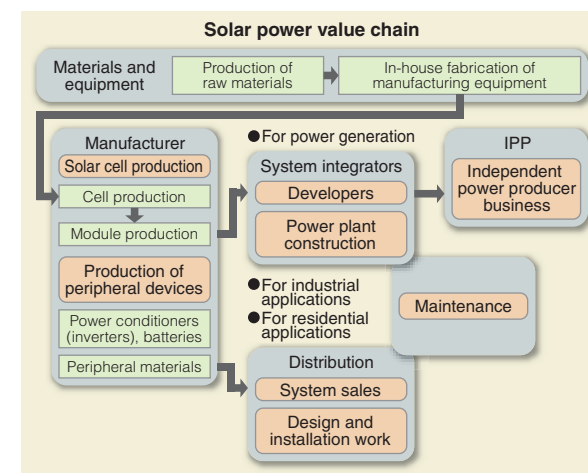 Solar power value chain
Materials and
equipment
Production of
raw materials
In-house fabrication of
manufacturing equipment
Manufacturer
Solar cell production
Cell production
Module production
Production of
peripheral devices
Power conditioners
(inverters), batteries
Peripheral materials
●For power generation
System integrators
Developers
Power plant
construction
●For industrial
applications
●For residential
applications
Distribution
System sales
Design and
installation work
IPP
Independent
power producer
business
Maintenance